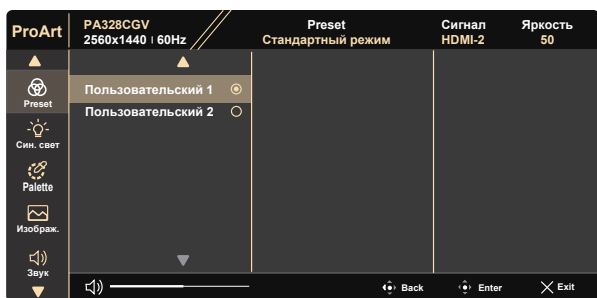 ProArt
PA328CGV
2560x1440 | 60Hz
Preset
Стандартный режим
Сигнал
HDMI-2
Яркость
50
Preset
Син. свет
Palette
Изображ.
Звук
Пользовательский 1
Пользовательский 2
Back
Enter
Exit